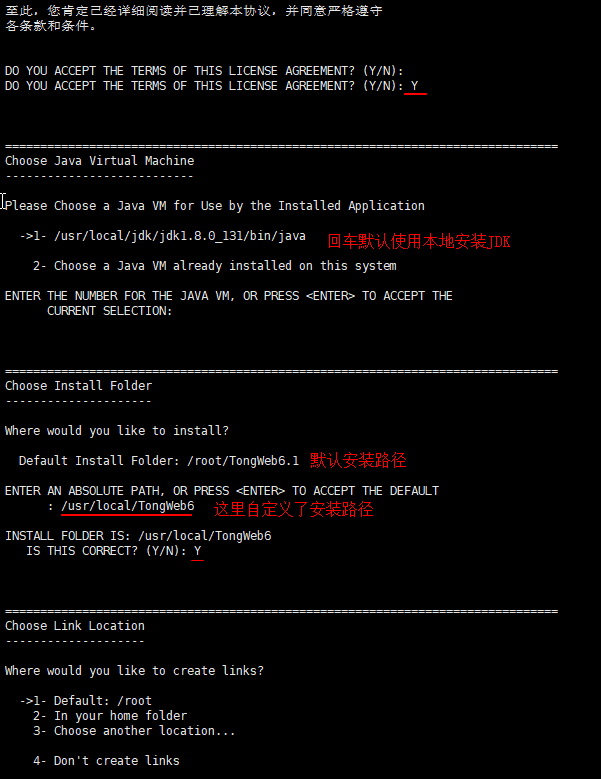 至此，您肯定已经详细阅读并已理解本协议，并同意严格遵守
各条款和条件。
DO YOU ACCEPT THE TERMS OF THIS LICENSE AGREEMENT? (Y/N):
DO YOU ACCEPT THE TERMS OF THIS LICENSE AGREEMENT? (Y/N): Y
===============================================================================
Choose Java Virtual Machine
---------------------------
Please Choose a Java VM for Use by the Installed Application
->1- /usr/local/jdk/jdk1.8.0_131/bin/java 回车默认使用本地安装JDK
2- Choose a Java VM already installed on this system
ENTER THE NUMBER FOR THE JAVA VM, OR PRESS <ENTER> TO ACCEPT THE
CURRENT SELECTION:
===============================================================================
Choose Install Folder
---------------------
Where would you like to install?
Default Install Folder: /root/TongWeb6.1 默认安装路径
ENTER AN ABSOLUTE PATH, OR PRESS <ENTER> TO ACCEPT THE DEFAULT
: /usr/local/TongWeb6 这里自定义了安装路径
INSTALL FOLDER IS: /usr/local/TongWeb6
IS THIS CORRECT? (Y/N): Y
===============================================================================
Choose Link Location
--------------------
Where would you like to create links?
->1- Default: /root
2- In your home folder
3- Choose another location...
4- Don't create links